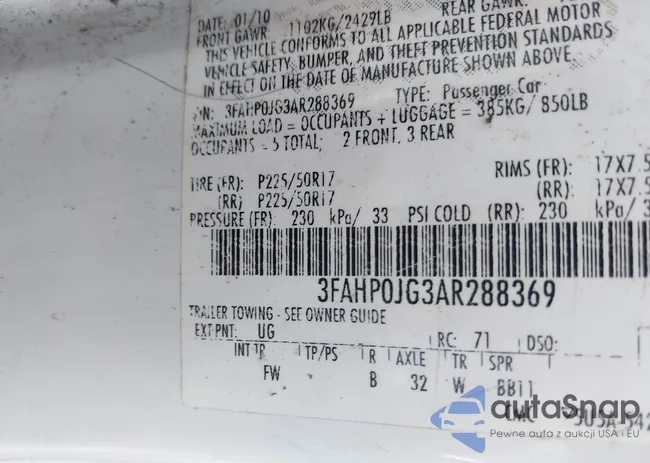 DATE: 01/10
FRONT GAWR: 1102KG/2429LB REAR GAWR:
THIS VEHICLE CONFORMS TO ALL APPLICABLE FEDERAL MOTOR
VEHICLE SAFETY, BUMPER, AND THEFT PREVENTION STANDARDS
IN EFFECT ON THE DATE OF MANUFACTURE SHOWN ABOVE.
VIN: 3FAHP0JG3AR288369 TYPE: Passenger Car
MAXIMUM LOAD = OCCUPANTS + LUGGAGE = 385KG/ 850LB
OCCUPANTS = 5 TOTAL; 2 FRONT, 3 REAR
TIRE (FR): P225/50R17 RIMS (FR): 17X7.5
(RR) P225/50R17 (RR): 17X7.5
PRESSURE (FR): 230 kPa/ 33 PSI COLD (RR): 230 kPa/ 3
3FAHP0JG3AR288369
TRAILER TOWING - SEE OWNER GUIDE
EXT PNT: UG RC: 71 DSO:
INT TR TP/PS R AXLE TR SPR
FW B 32 W BB11
autoSnap
Pewne auta z aukcji USA i EU